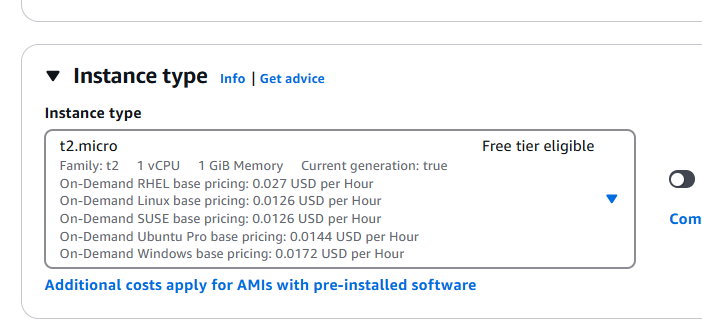 Instance type Info | Get advice
Instance type
t2.micro Free tier eligible
Family: t2 1 vCPU 1 GiB Memory Current generation: true
On-Demand RHEL base pricing: 0.027 USD per Hour
On-Demand Linux base pricing: 0.0126 USD per Hour
On-Demand SUSE base pricing: 0.0126 USD per Hour
On-Demand Ubuntu Pro base pricing: 0.0144 USD per Hour
On-Demand Windows base pricing: 0.0172 USD per Hour
Com
Additional costs apply for AMIs with pre-installed software